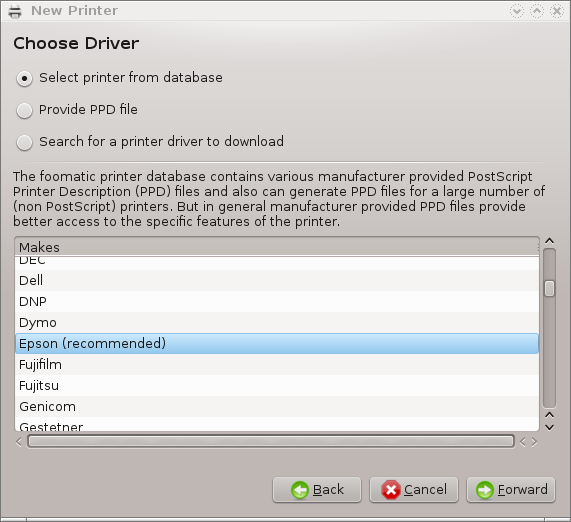 New Printer
Choose Driver
Select printer from database
Provide PPD file
Search for a printer driver to download
The foomatic printer database contains various manufacturer provided PostScript
Printer Description (PPD) files and also can generate PPD files for a large number of
(non PostScript) printers. But in general manufacturer provided PPD files provide
better access to the specific features of the printer.
Makes
DEC
Dell
DNP
Dymo
Epson (recommended)
Fujifilm
Fujitsu
Genicom
Gestetner
Back Cancel Forward